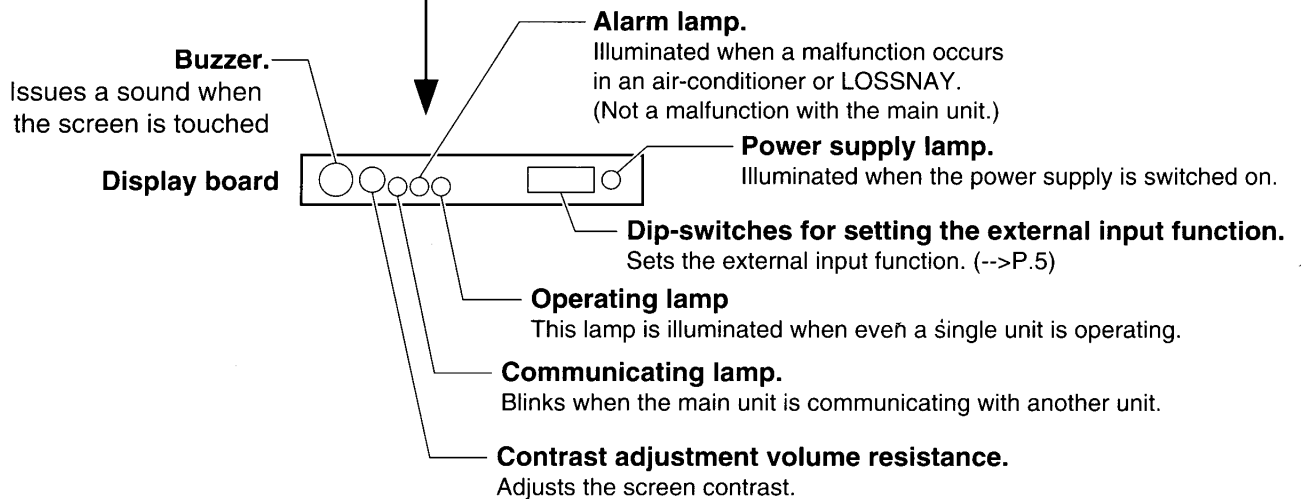 Alarm lamp.
Illuminated when a malfunction occurs
in an air-conditioner or LOSSNAY.
(Not a malfunction with the main unit.)
Buzzer.
Issues a sound when
the screen is touched
Power supply lamp.
Illuminated when the power supply is switched on.
Display board
Dip-switches for setting the external input function.
Sets the external input function. (-->P.5)
Operating lamp
This lamp is illuminated when even a single unit is operating.
Communicating lamp.
Blinks when the main unit is communicating with another unit.
Contrast adjustment volume resistance.
Adjusts the screen contrast.